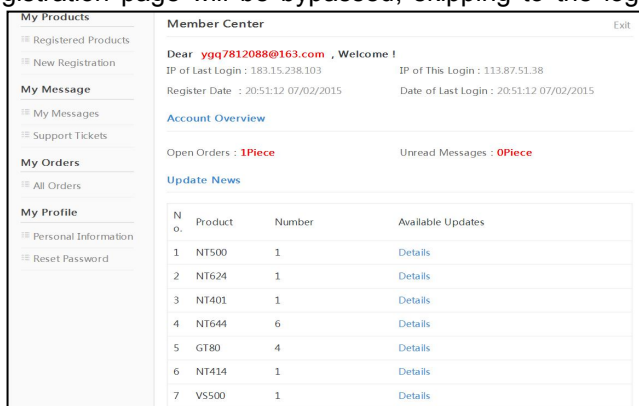 gistration page will be bypassed, skipping to the log
My Products
Registered Products
New Registration
My Message
My Messages
Support Tickets
My Orders
All Orders
My Profile
Personal Information
Reset Password
Member Center Exit
Dear ygq7812088@163.com , Welcome !
IP of Last Login : 183.15.238.103 IP of This Login : 113.87.51.38
Register Date : 20:51:12 07/02/2015 Date of Last Login : 20:51:12 07/02/2015
Account Overview
Open Orders : 1Piece Unread Messages : 0Piece
Update News
No. Product Number Available Updates
1 NT500 1 Details
2 NT624 1 Details
3 NT401 1 Details
4 NT644 6 Details
5 GT80 4 Details
6 NT414 1 Details
7 VS500 1 Details